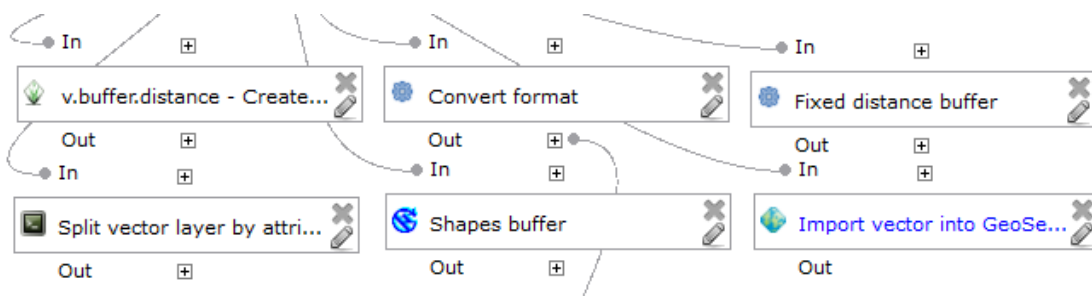 In
In
In
v.buffer.distance - Create...
Convert format
Fixed distance buffer
Out
Out
Out
In
In
In
Split vector layer by attri...
Shapes buffer
Import vector into GeoSe...
Out
Out
Out